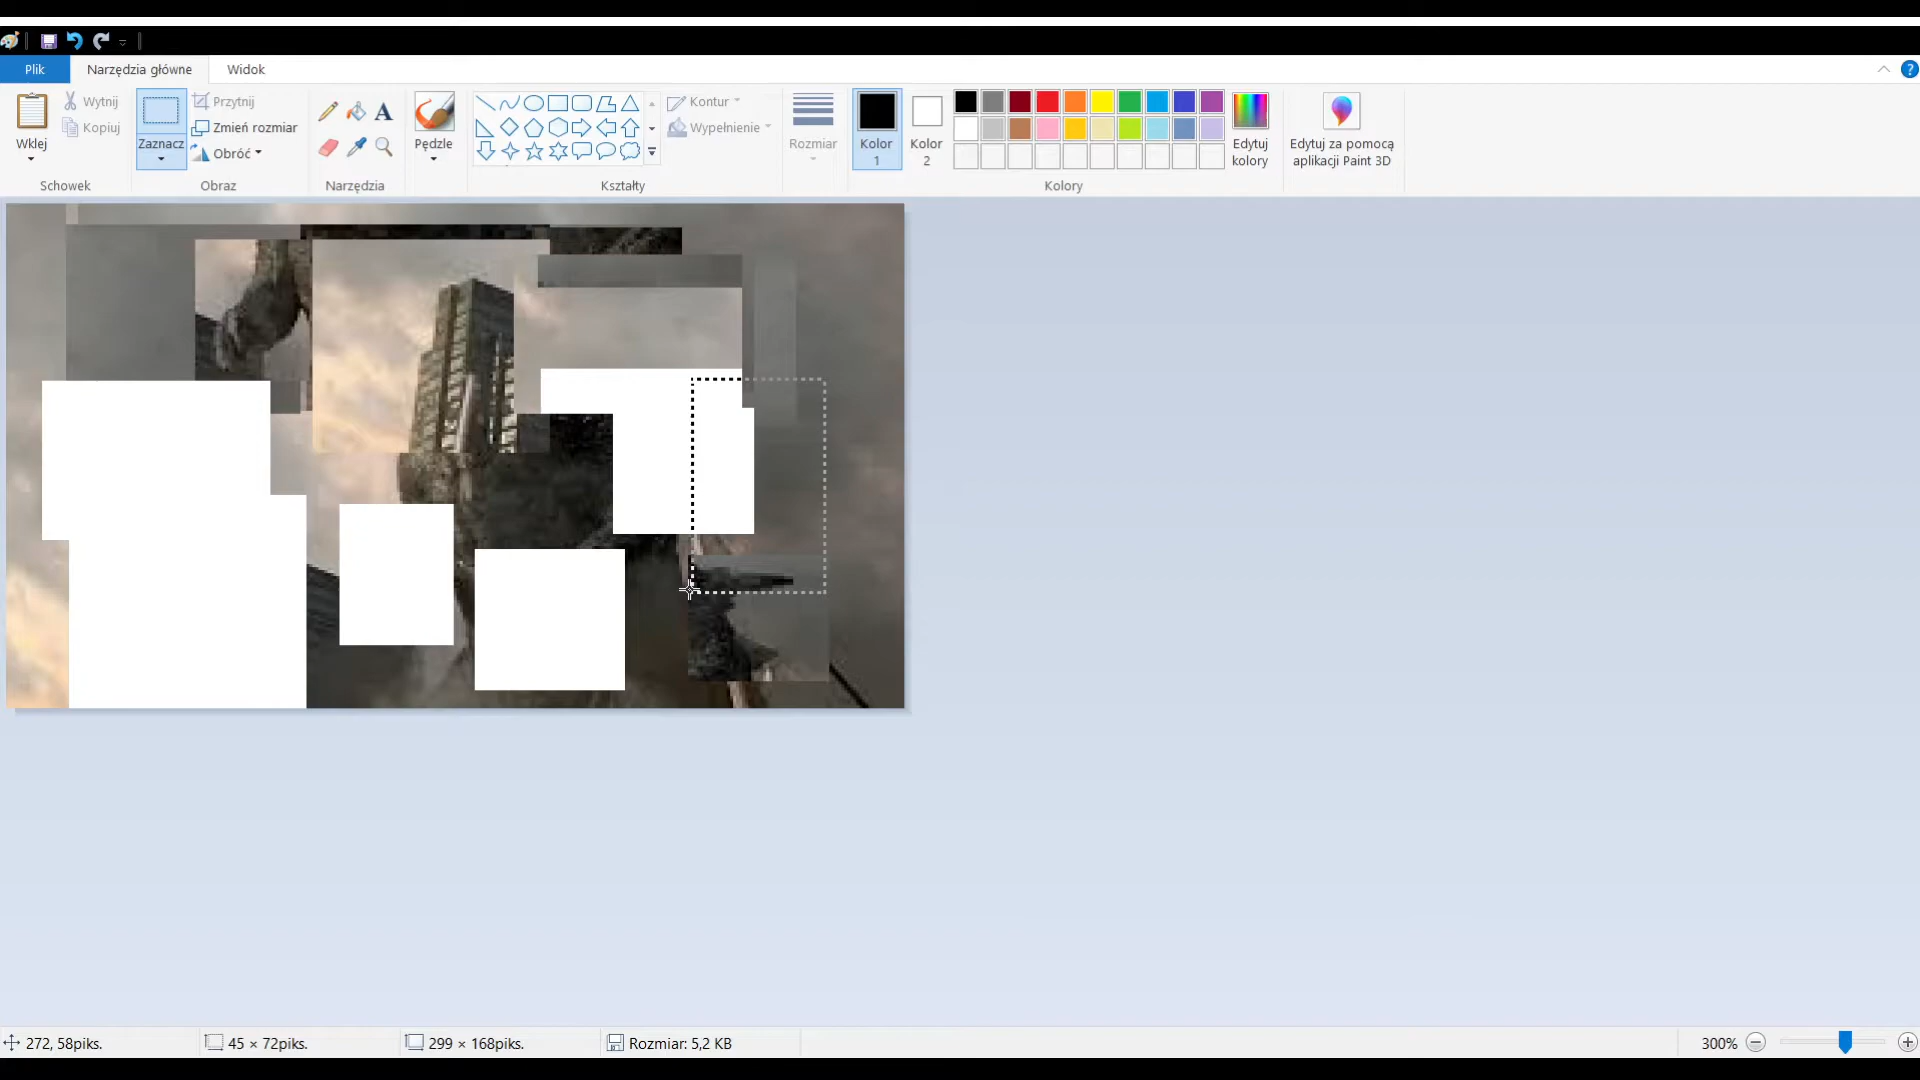 Plik Narzędzia główne Widok
Wklej
Wytnij
Kopiuj
Schowek
Zaznacz
Przytnij
Zmień rozmiar
Obróć
Obraz
A
Narzędzia
Pędzle
Kontur
Wypełnienie
Kształty
Rozmiar
Kolor
1
Kolor
2
Edytuj
kolory
Kolory
Edytuj za pomocą
aplikacji Paint 3D
?
272, 58piks. 45 × 72piks. 299 × 168piks. Rozmiar: 5,2 KB 300%